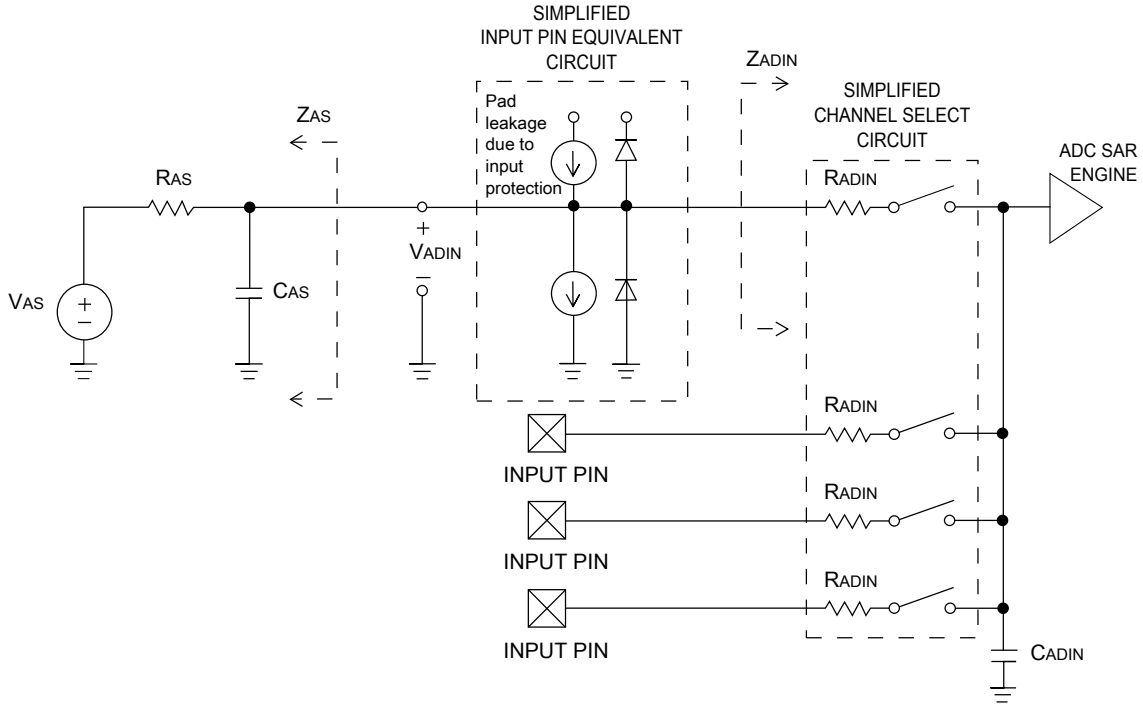 SIMPLIFIED
INPUT PIN EQUIVALENT
CIRCUIT
ZADIN
SIMPLIFIED
CHANNEL SELECT
CIRCUIT
ADC SAR
ENGINE
Pad
leakage
due to
input
protection
ZAS
RAS
RADIN
+
VADIN
–
CAS
VAS
+
–
RADIN
INPUT PIN
RADIN
INPUT PIN
RADIN
INPUT PIN
CADIN